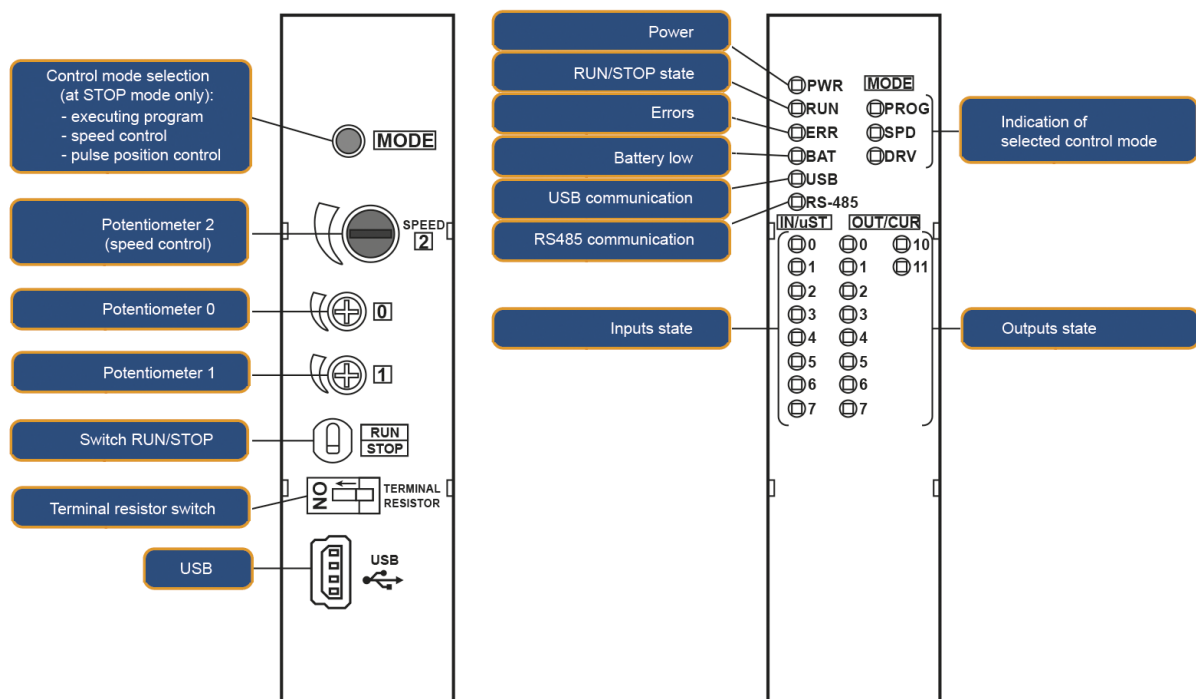 Control mode selection
(at STOP mode only):
- executing program
- speed control
- pulse position control
MODE
Potentiometer 2
(speed control)
SPEED
2
Potentiometer 0
0
Potentiometer 1
1
Switch RUN/STOP
RUN
STOP
Terminal resistor switch
ON
TERMINAL
RESISTOR
USB
USB
Power
RUN/STOP state
Errors
Battery low
USB communication
RS485 communication
Inputs state
PWR MODE
RUN PROG
ERR SPD
BAT DRV
USB
RS-485
IN/uST OUT/CUR
0 0 10
1 1 11
2 2
3 3
4 4
5 5
6 6
7 7
Indication of
selected control mode
Outputs state